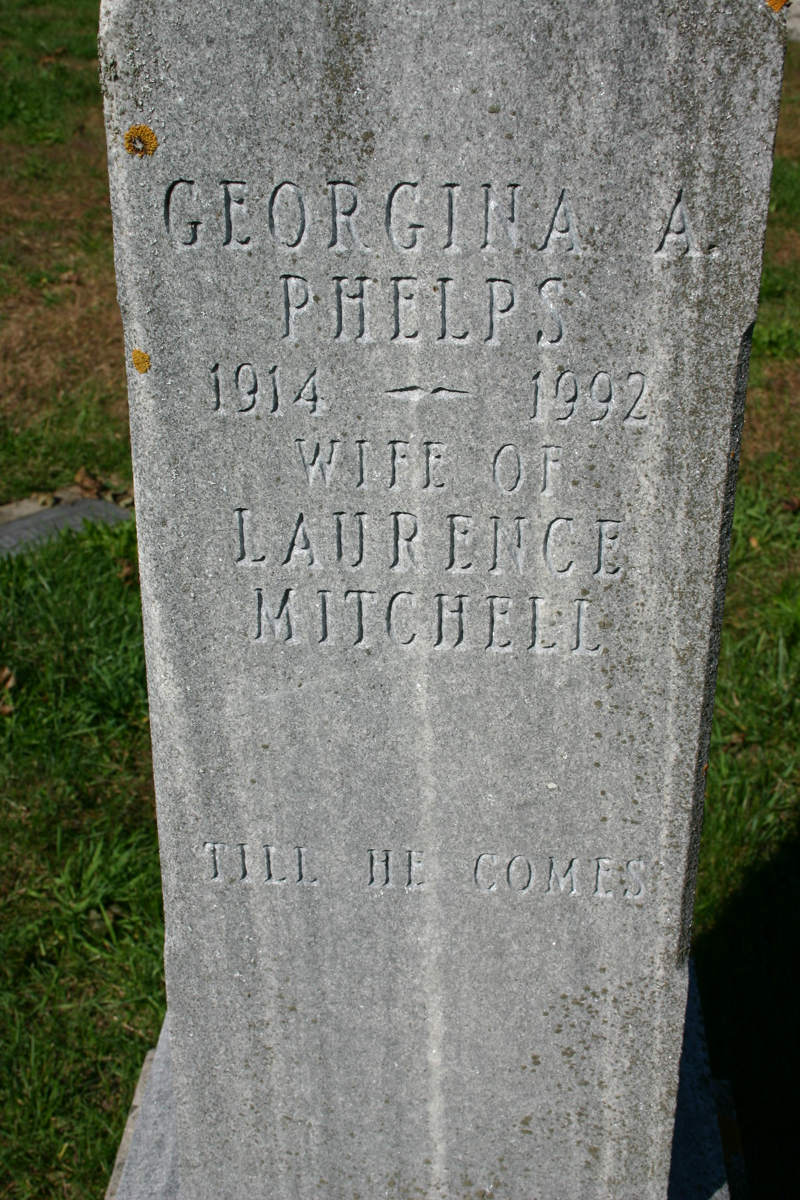 GEORGINA A.
PHELPS
1914 ~ 1992
WIFE OF
LAURENCE
MITCHELL
TILL HE COMES